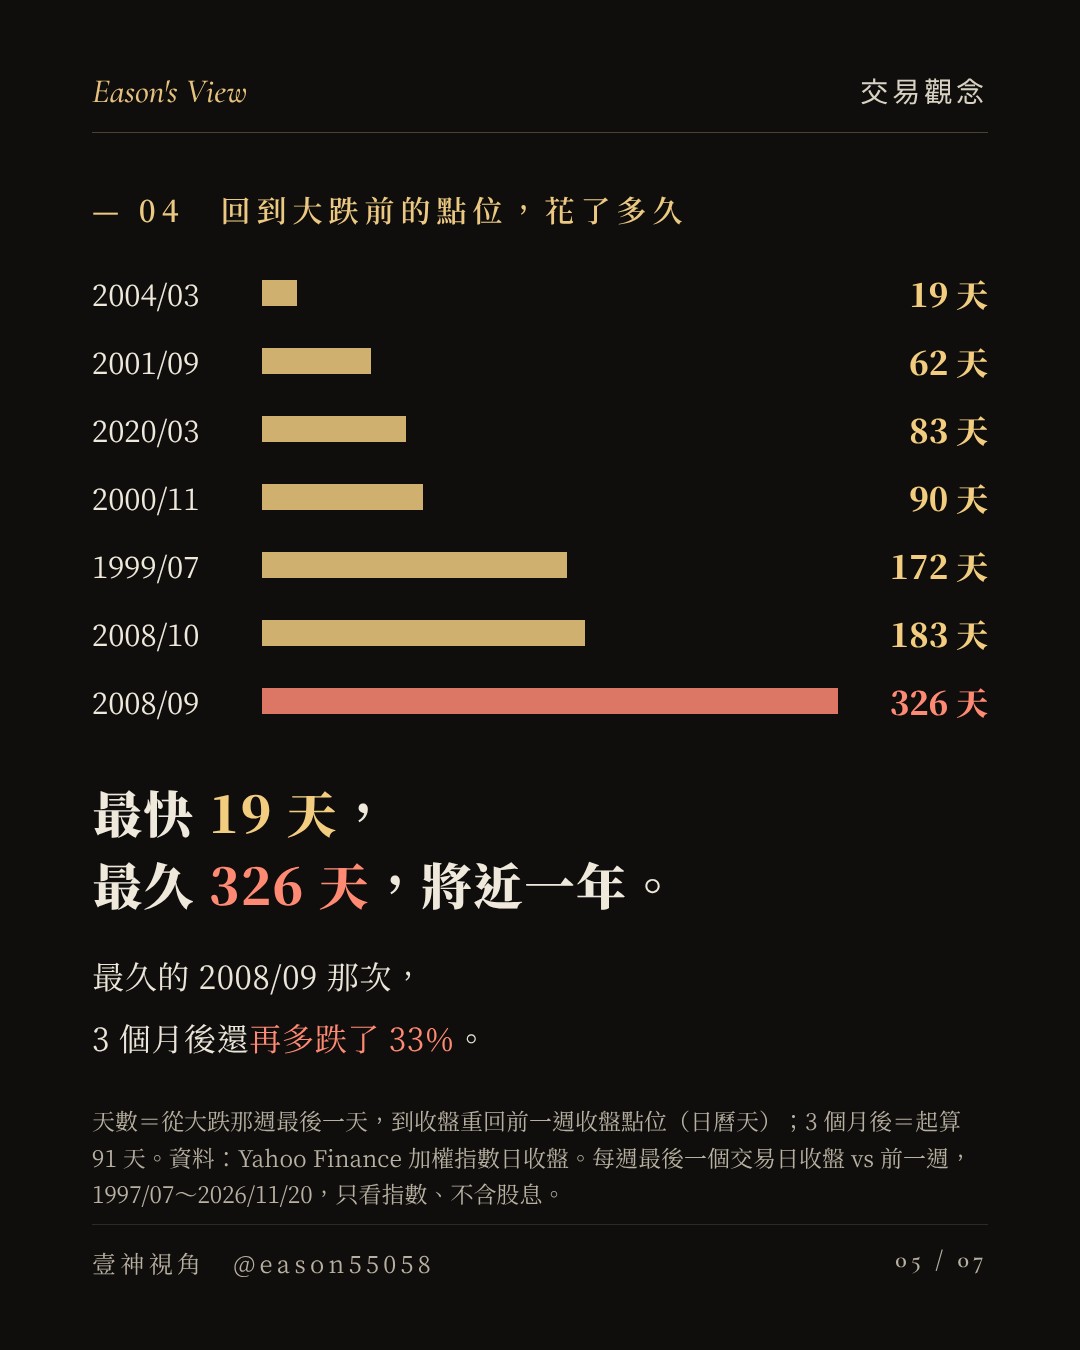 Eason's View
交易觀念
— 04 回到大跌前的點位，花了多久
2004/03 19 天
2001/09 62 天
2020/03 83 天
2000/11 90 天
1999/07 172 天
2008/10 183 天
2008/09 326 天
最快 19 天，
最久 326 天，將近一年。
最久的 2008/09 那次，
3 個月後還再多跌了 33%。
天數＝從大跌那週最後一天，到收盤重回前一週收盤點位（日曆天）；3 個月後＝起算
91 天。資料：Yahoo Finance 加權指數日收盤。每週最後一個交易日收盤 vs 前一週，
1997/07～2026/11/20，只看指數、不含股息。
壹神視角 @eason55058
05 / 07